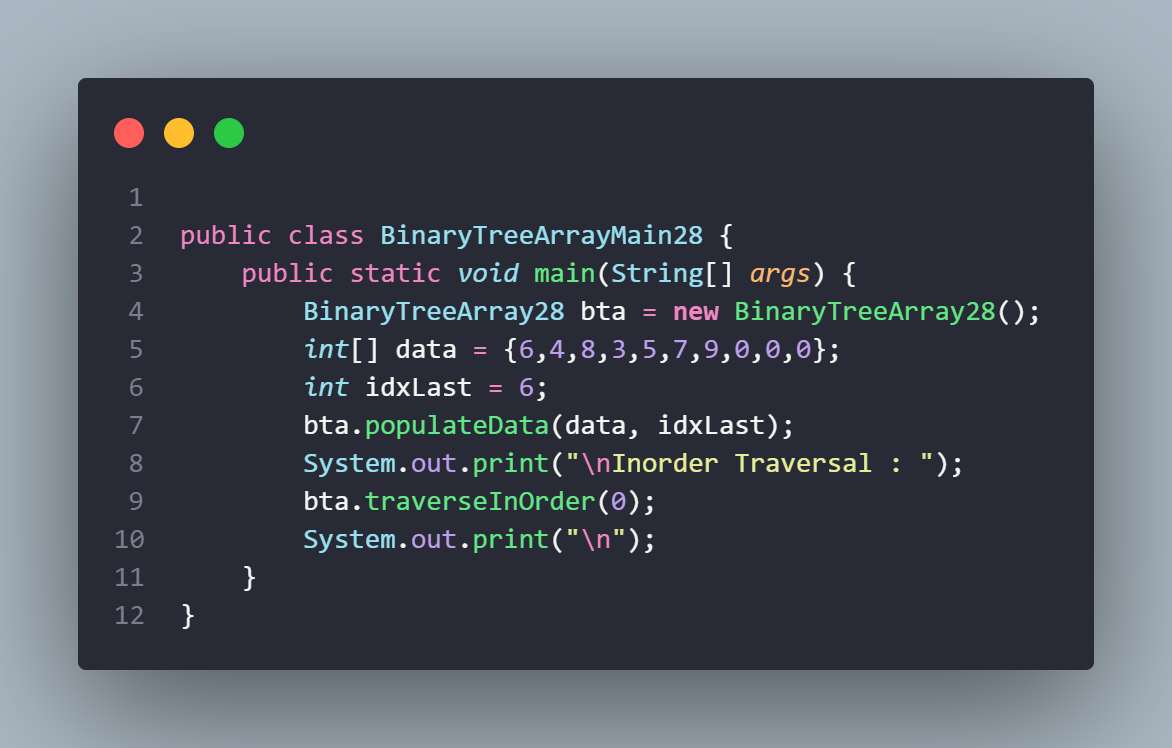 1
2 public class BinaryTreeArrayMain28 {
3     public static void main(String[] args) {
4         BinaryTreeArray28 bta = new BinaryTreeArray28();
5         int[] data = {6,4,8,3,5,7,9,0,0,0};
6         int idxLast = 6;
7         bta.populateData(data, idxLast);
8         System.out.print("\nInorder Traversal : ");
9         bta.traverseInOrder(0);
10         System.out.print("\n");
11     }
12 }